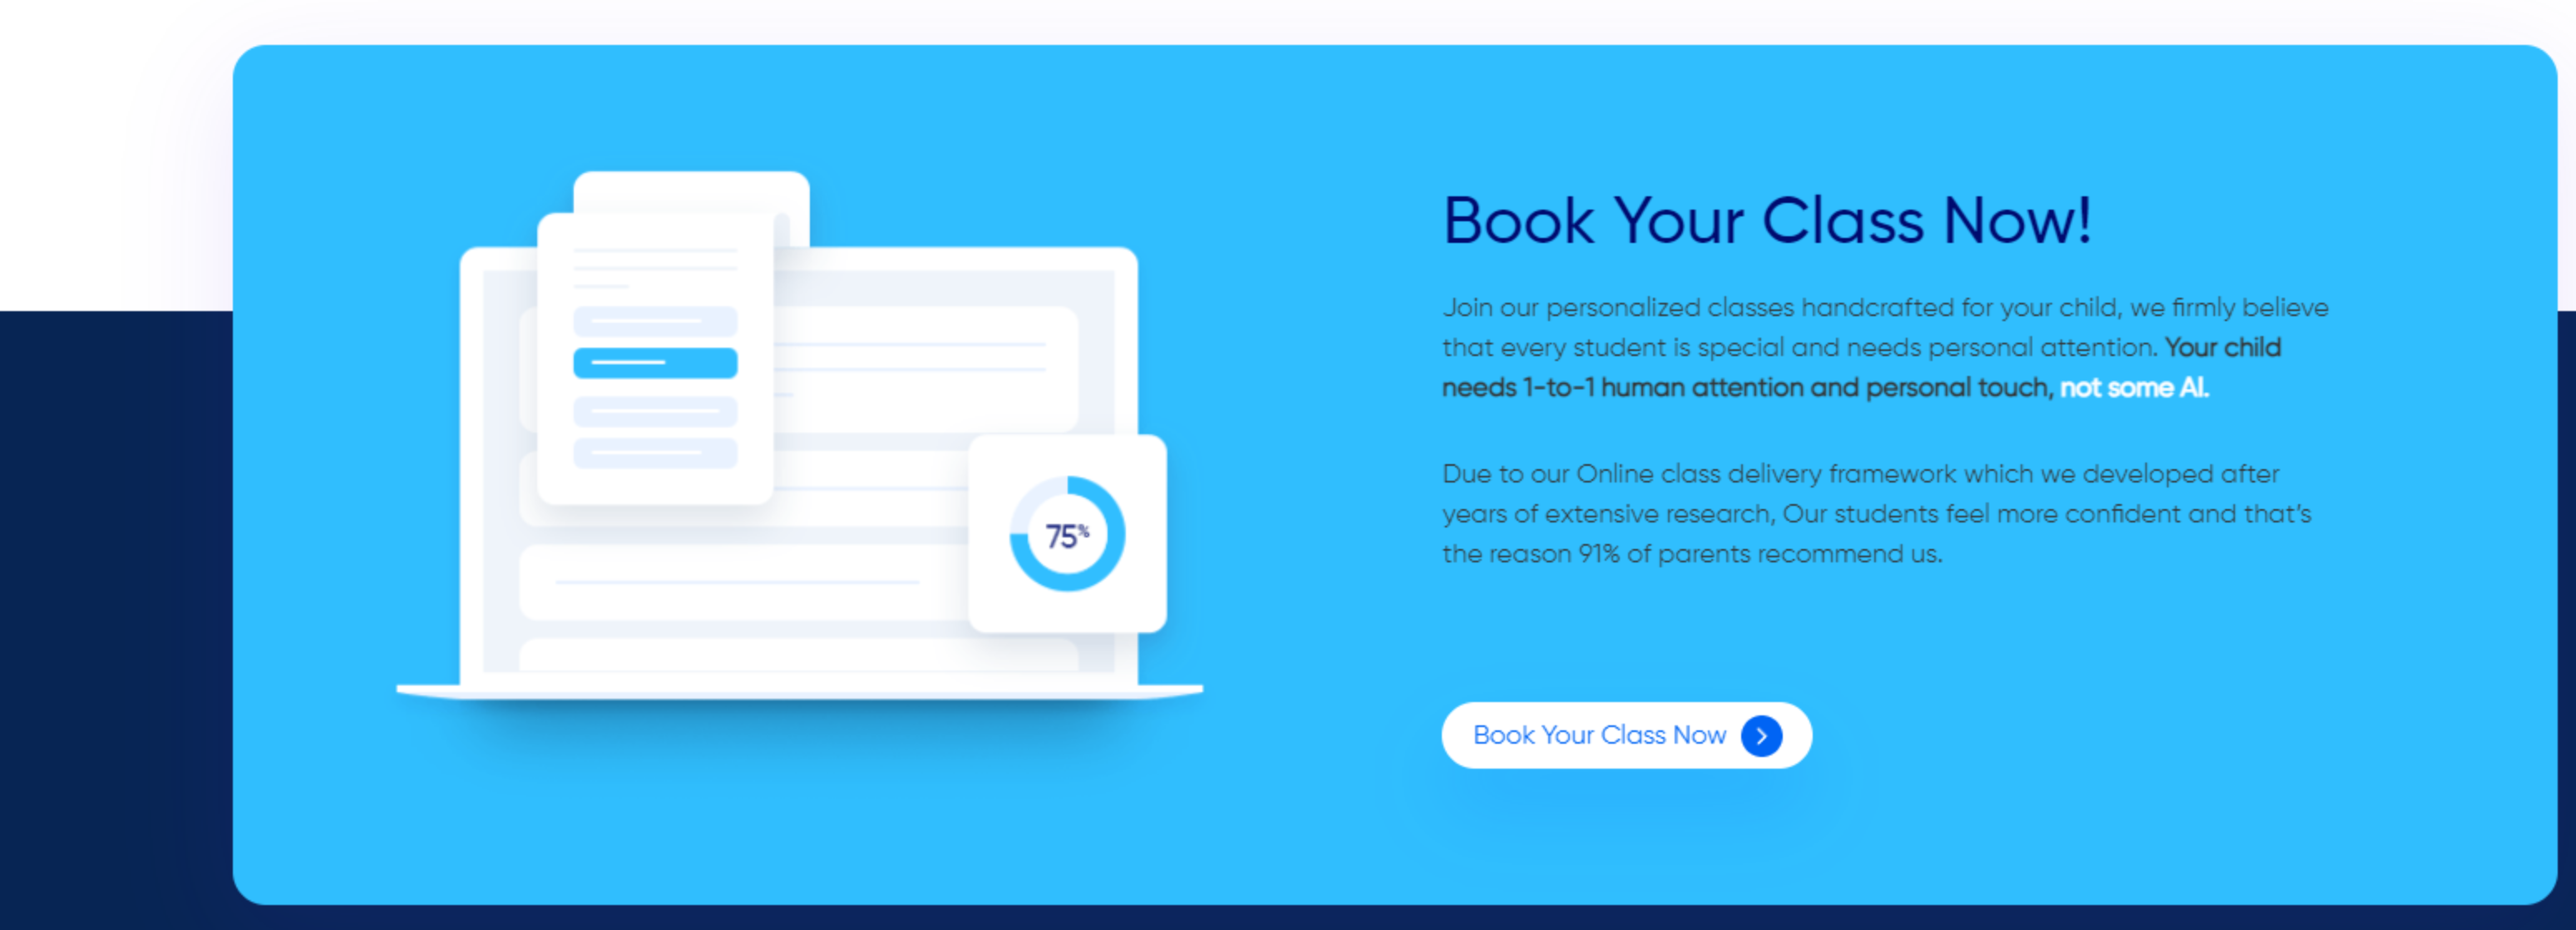 Book Your Class Now!
Join our personalized classes handcrafted for your child, we firmly believe
that every student is special and needs personal attention. Your child
needs 1-to-1 human attention and personal touch, not some AI.
Due to our Online class delivery framework which we developed after
years of extensive research, Our students feel more confident and that's
the reason 91% of parents recommend us.
75%
Book Your Class Now